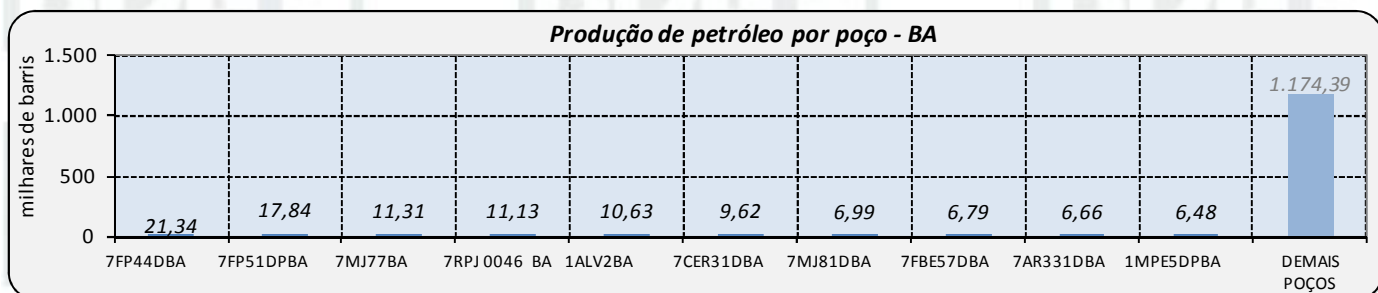 Produção de petróleo por poço - BA
milhares de barris
1.500
1.000
500
0
21,34
17,84
11,31
11,13
10,63
9,62
6,99
6,79
6,66
6,48
1.174,39
7FP44DBA
7FP51DPBA
7MJ77BA
7RPJ0046 BA
1ALV2BA
7CER31DBA
7MJ81DBA
7FBE57DBA
7AR331DBA
1MPE5DPBA
DEMAIS
POÇOS